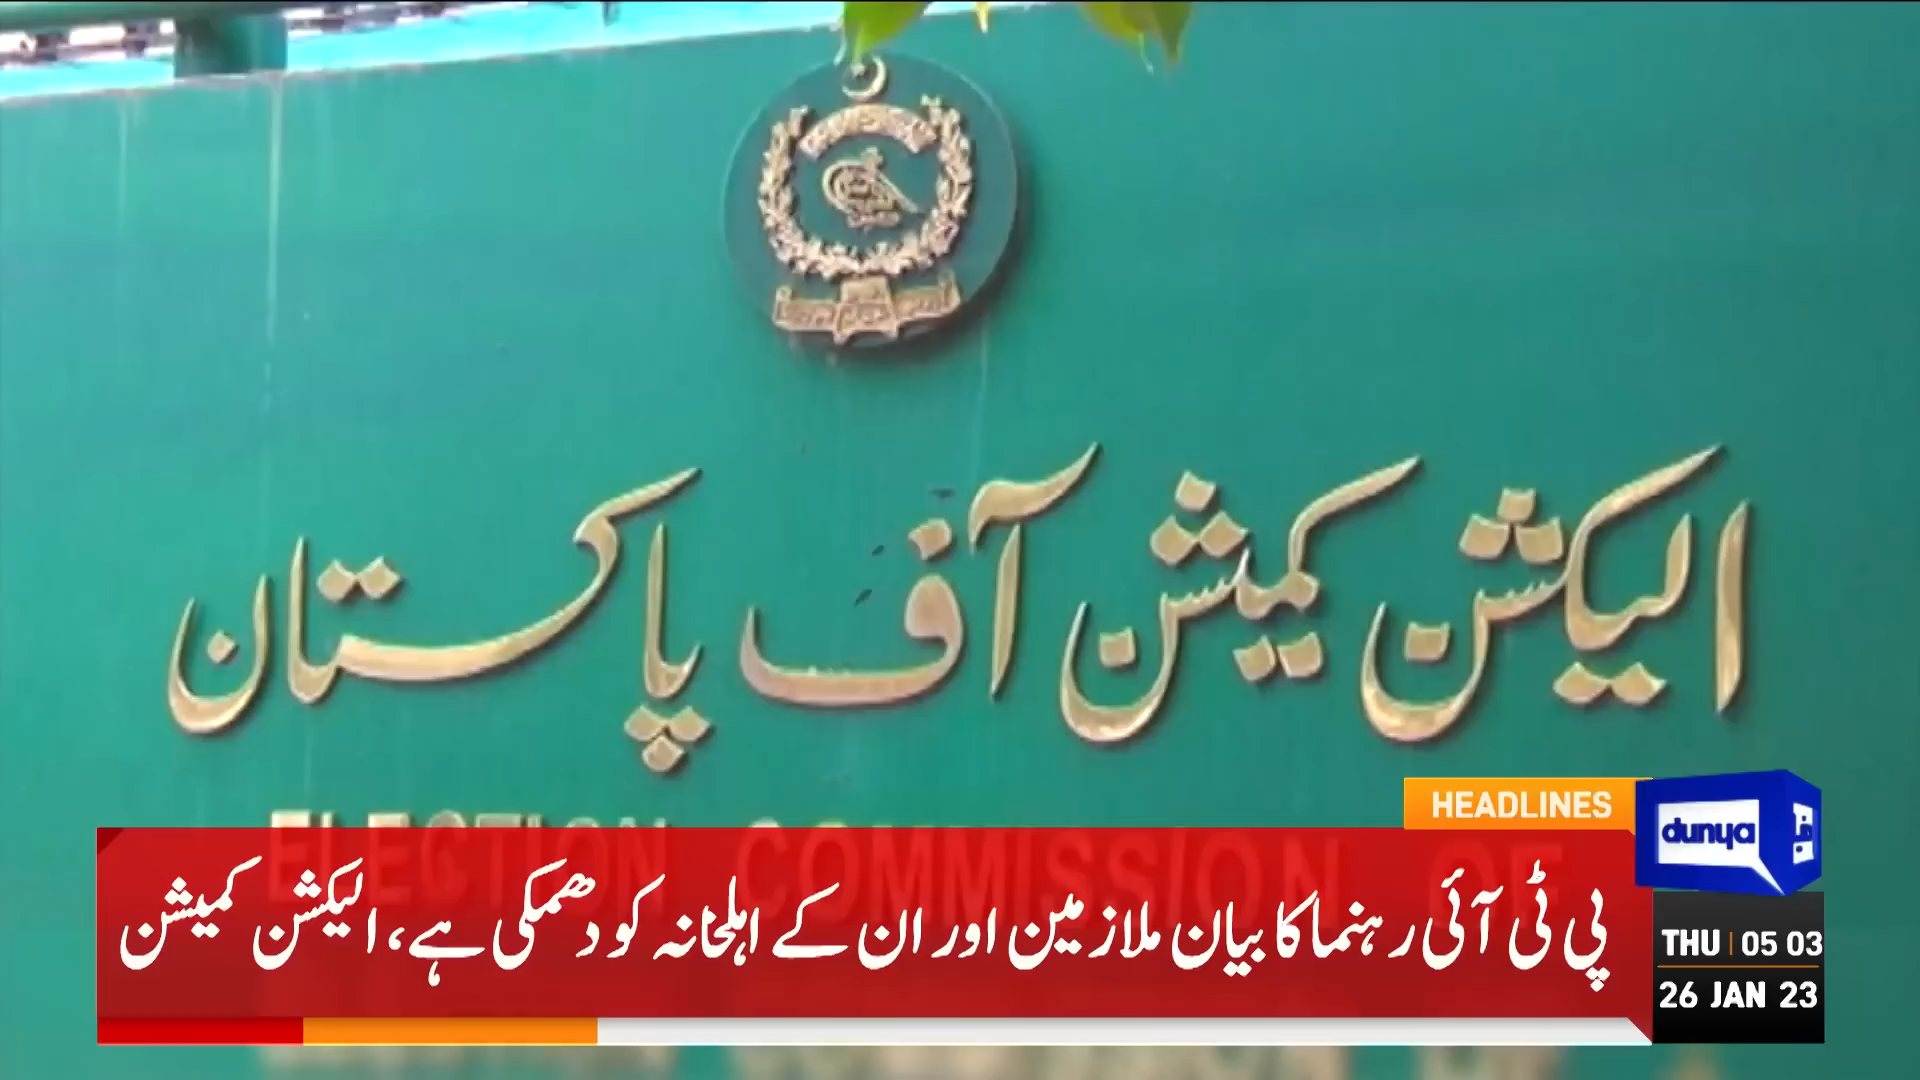 الیکشن کمیشن آف پاکستان
ELECTION COMMISSION OF
HEADLINES
dunya
پی ٹی آئی رہنما کا بیان ملازمین اور ان کے اہلخانہ کو دھمکی ہے، الیکشن کمیشن
THU 05 03
26 JAN 23